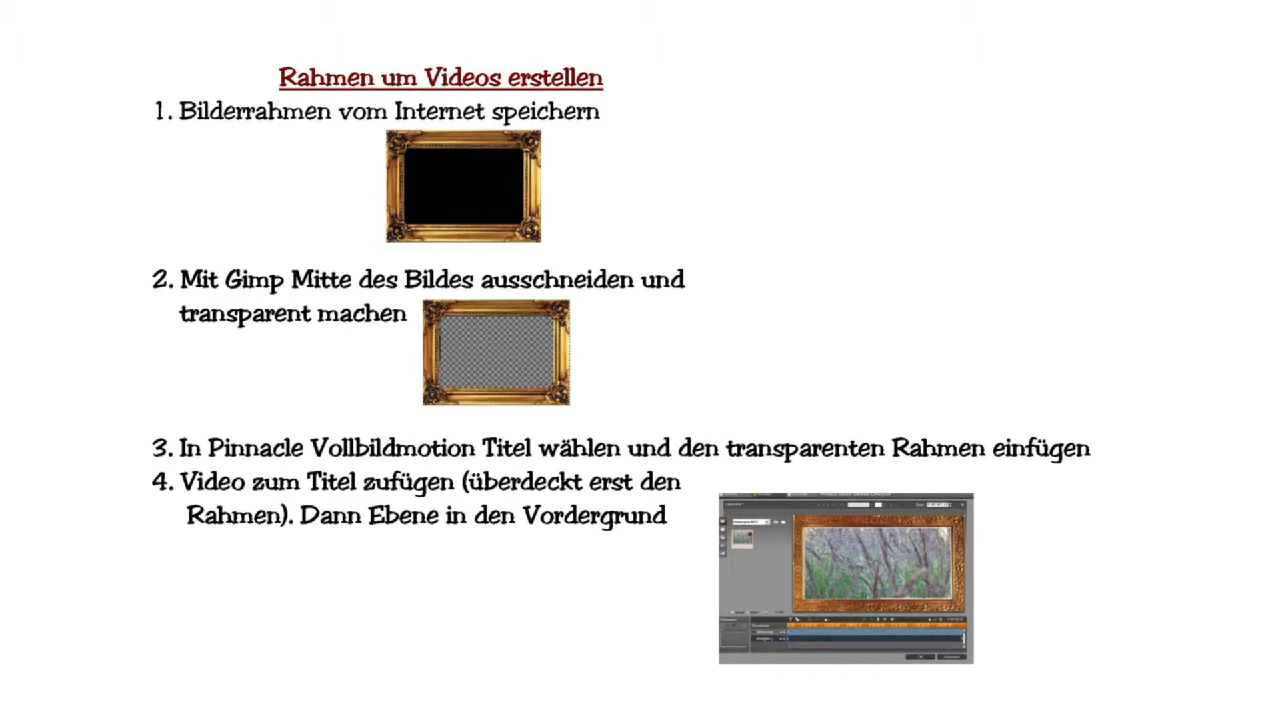 Rahmen um Videos erstellen
1. Bilderrahmen vom Internet speichern
2. Mit Gimp Mitte des Bildes ausschneiden und
transparent machen
3. In Pinnacle Vollbildmotion Titel wählen und den transparenten Rahmen einfügen
4. Video zum Titel zufügen (überdeckt erst den
Rahmen). Dann Ebene in den Vordergrund